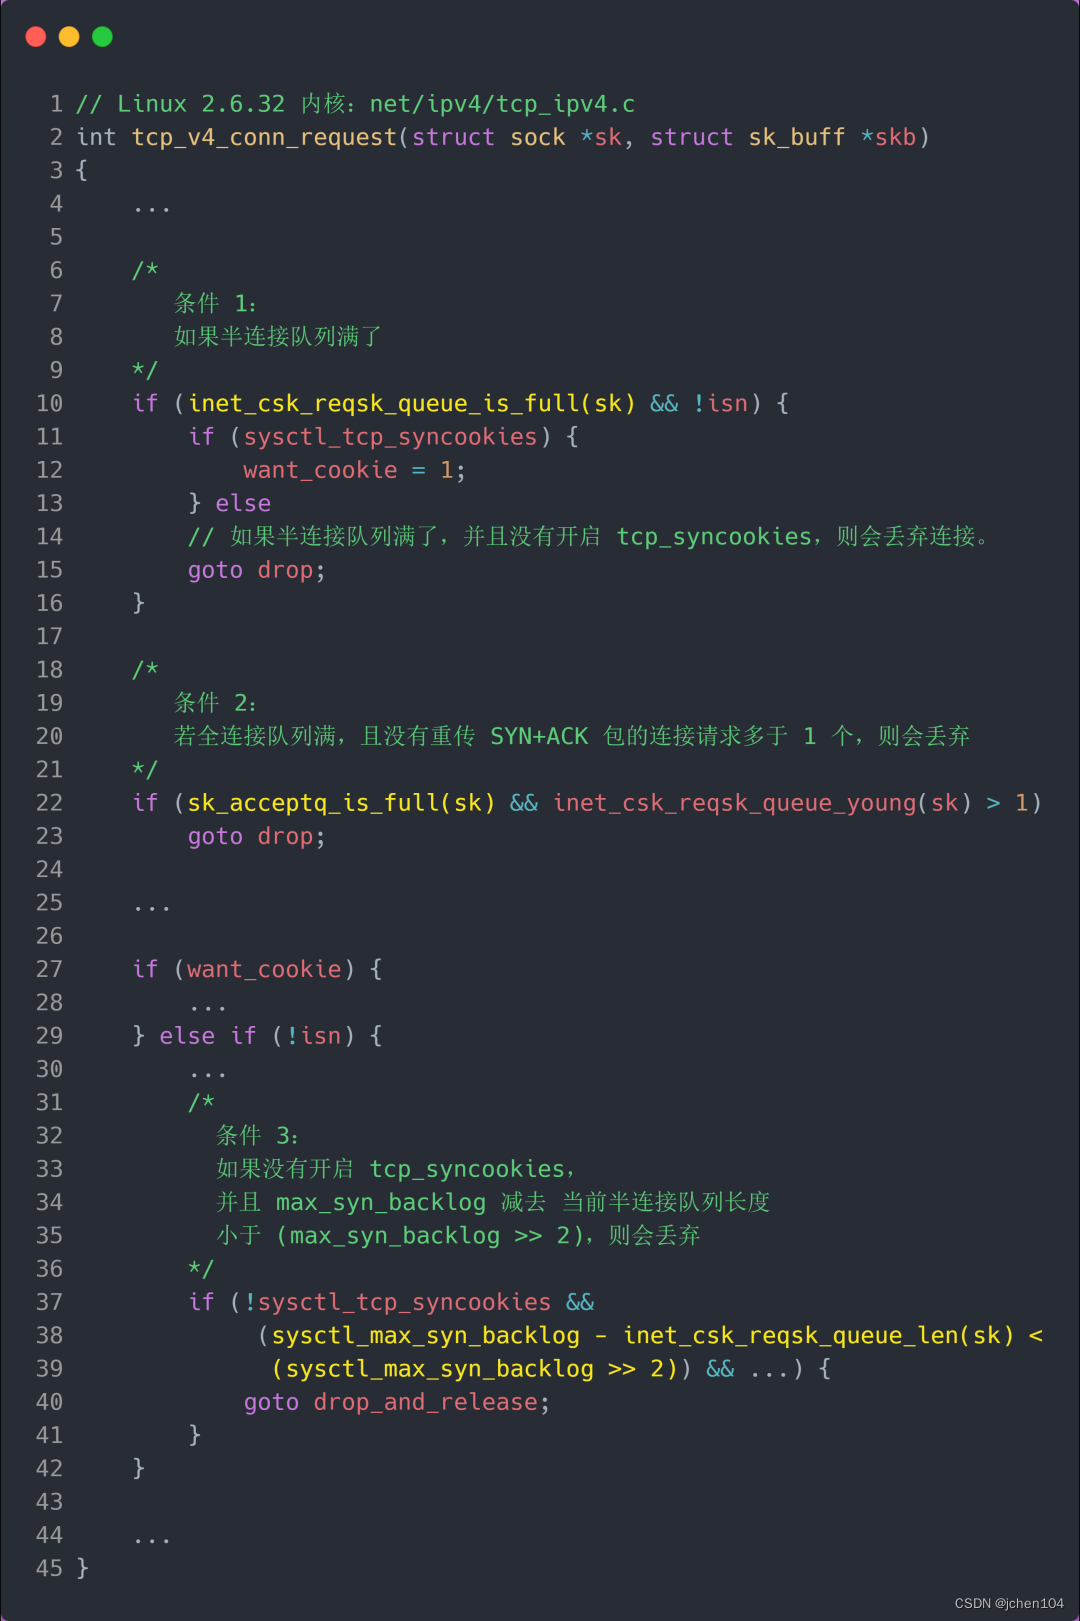 1 // Linux 2.6.32 内核：net/ipv4/tcp_ipv4.c
2 int tcp_v4_conn_request(struct sock *sk, struct sk_buff *skb)
3 {
4     ...
5
6     /*
7        条件 1：
8        如果半连接队列满了
9     */
10     if (inet_csk_reqsk_queue_is_full(sk) && !isn) {
11         if (sysctl_tcp_syncookies) {
12             want_cookie = 1;
13         } else
14         // 如果半连接队列满了，并且没有开启 tcp_syncookies，则会丢弃连接。
15         goto drop;
16     }
17
18     /*
19        条件 2：
20        若全连接队列满，且没有重传 SYN+ACK 包的连接请求多于 1 个，则会丢弃
21     */
22     if (sk_acceptq_is_full(sk) && inet_csk_reqsk_queue_young(sk) > 1)
23         goto drop;
24
25     ...
26
27     if (want_cookie) {
28         ...
29     } else if (!isn) {
30         ...
31         /*
32           条件 3：
33           如果没有开启 tcp_syncookies，
34           并且 max_syn_backlog 减去 当前半连接队列长度
35           小于 (max_syn_backlog >> 2)，则会丢弃
36         */
37         if (!sysctl_tcp_syncookies &&
38              (sysctl_max_syn_backlog - inet_csk_reqsk_queue_len(sk) <
39               (sysctl_max_syn_backlog >> 2)) && ...) {
40             goto drop_and_release;
41         }
42     }
43
44     ...
45 }
CSDN @jchen104